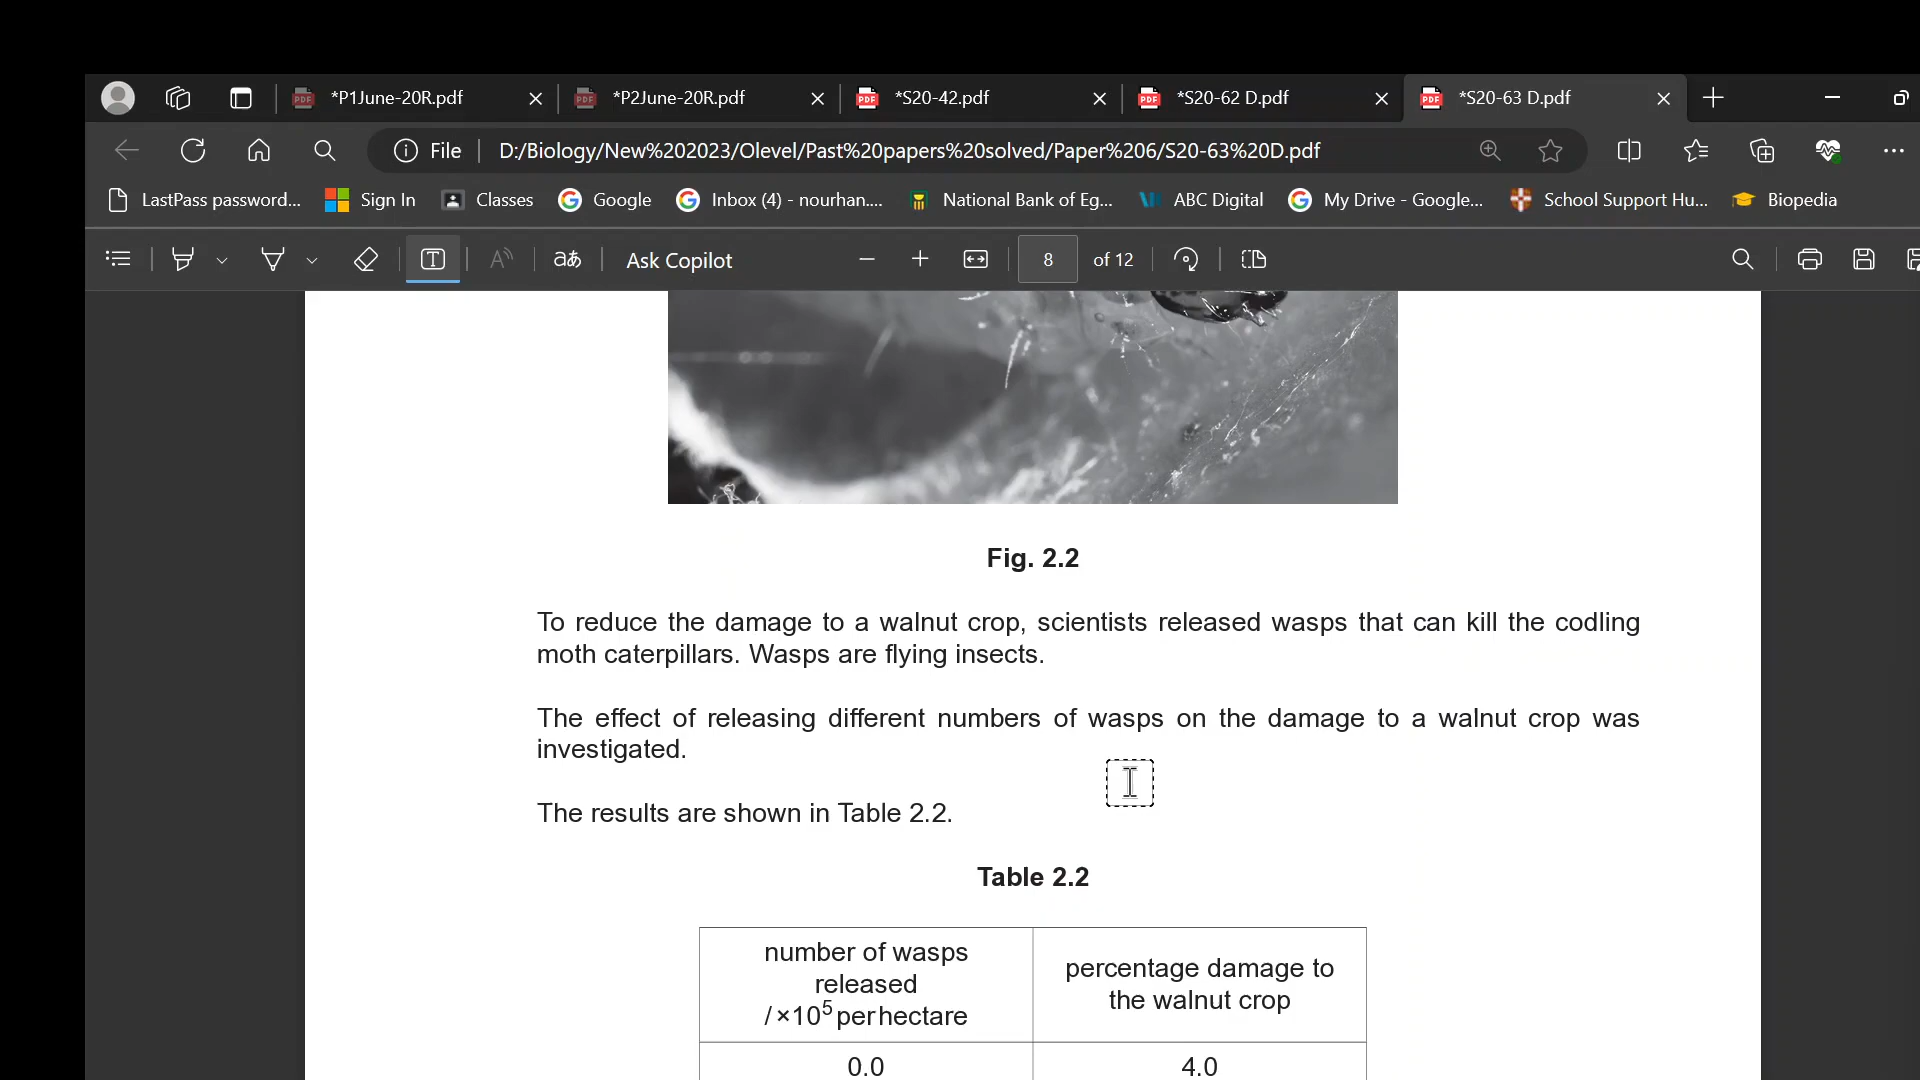 *P1June-20R.pdf
*P2June-20R.pdf
*S20-42.pdf
*S20-62 D.pdf
*S20-63 D.pdf
File
D:/Biology/New%202023/Olevel/Past%20papers%20solved/Paper%206/S20-63%20D.pdf
LastPass password...
Sign In
Classes
Google
Inbox (4) - nourhan....
National Bank of Eg...
ABC Digital
My Drive - Google...
School Support Hu...
Biopedia
Ask Copilot
8
of 12
Fig. 2.2
To reduce the damage to a walnut crop, scientists released wasps that can kill the codling
moth caterpillars. Wasps are flying insects.
The effect of releasing different numbers of wasps on the damage to a walnut crop was
investigated.
The results are shown in Table 2.2.
Table 2.2
number of wasps
released
/ ×10⁵ per hectare
percentage damage to
the walnut crop
0.0
4.0